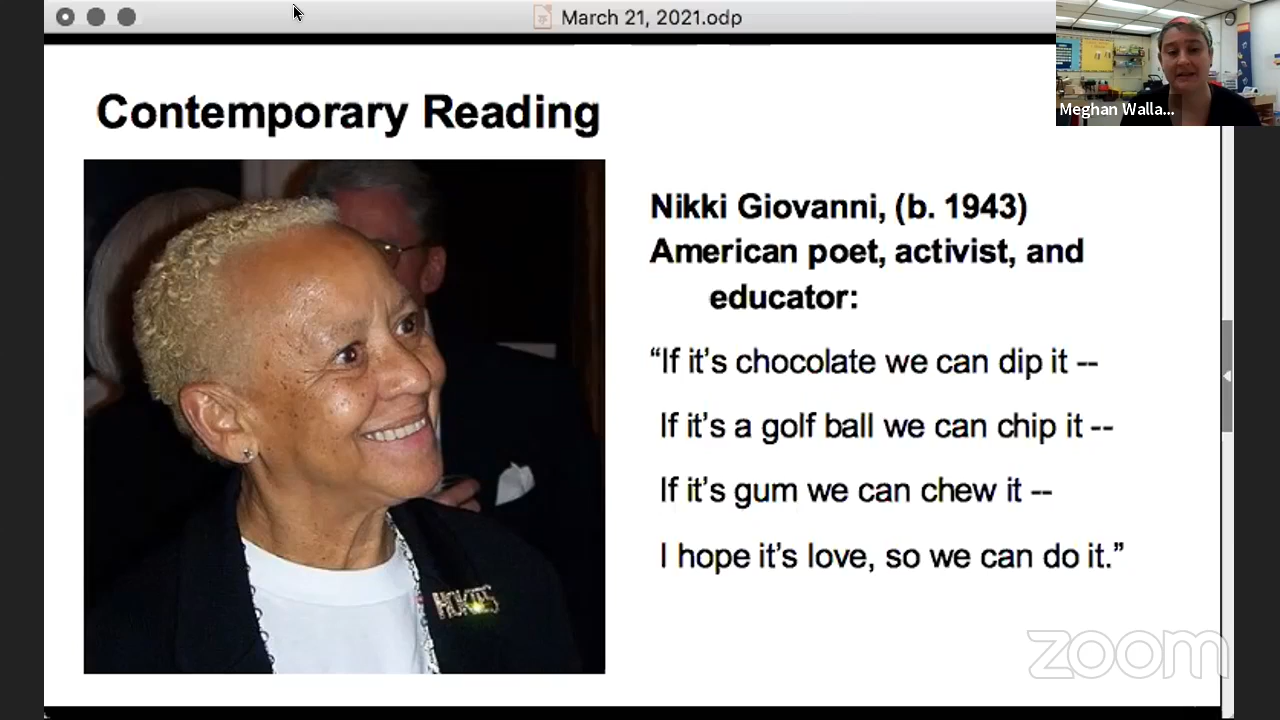 March 21, 2021.odp
Meghan Walla...
Contemporary Reading
Nikki Giovanni, (b. 1943)
American poet, activist, and
educator:
“If it’s chocolate we can dip it --
If it’s a golf ball we can chip it --
If it’s gum we can chew it --
I hope it’s love, so we can do it.”
HOKIES
zoom